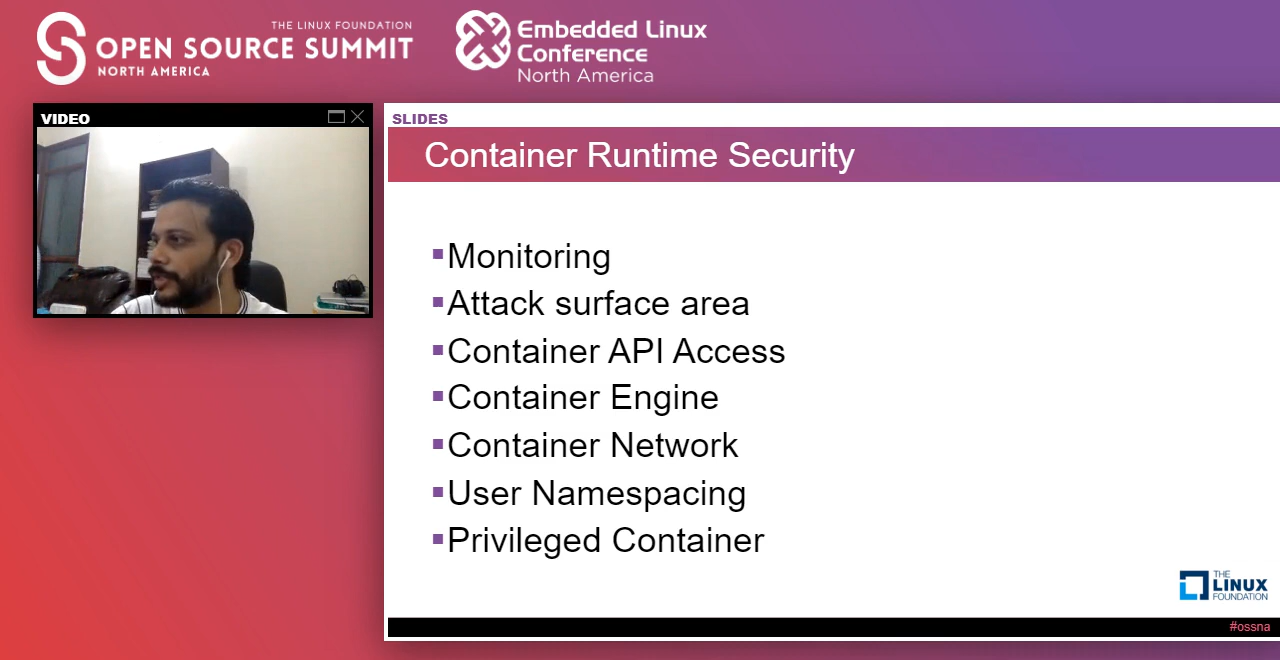 THE LINUX FOUNDATION
OPEN SOURCE SUMMIT
NORTH AMERICA
Embedded Linux
Conference
North America
VIDEO
SLIDES
Container Runtime Security
Monitoring
Attack surface area
Container API Access
Container Engine
Container Network
User Namespacing
Privileged Container
THE
LINUX
FOUNDATION
#ossna